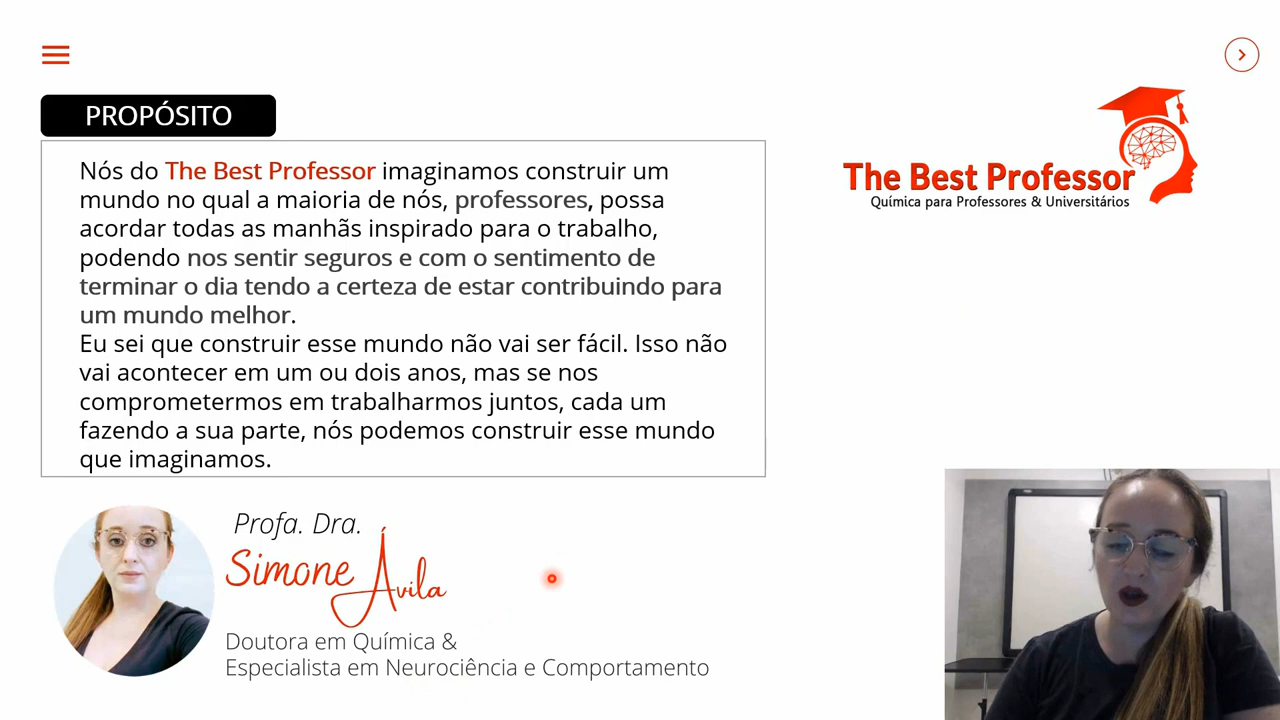 PROPÓSITO
Nós do The Best Professor imaginamos construir um
mundo no qual a maioria de nós, professores, possa
acordar todas as manhãs inspirado para o trabalho,
podendo nos sentir seguros e com o sentimento de
terminar o dia tendo a certeza de estar contribuindo para
um mundo melhor.
Eu sei que construir esse mundo não vai ser fácil. Isso não
vai acontecer em um ou dois anos, mas se nos
comprometermos em trabalharmos juntos, cada um
fazendo a sua parte, nós podemos construir esse mundo
que imaginamos.
The Best Professor
Química para Professores & Universitários
Profa. Dra.
Simone Ávila
Doutora em Química &
Especialista em Neurociência e Comportamento